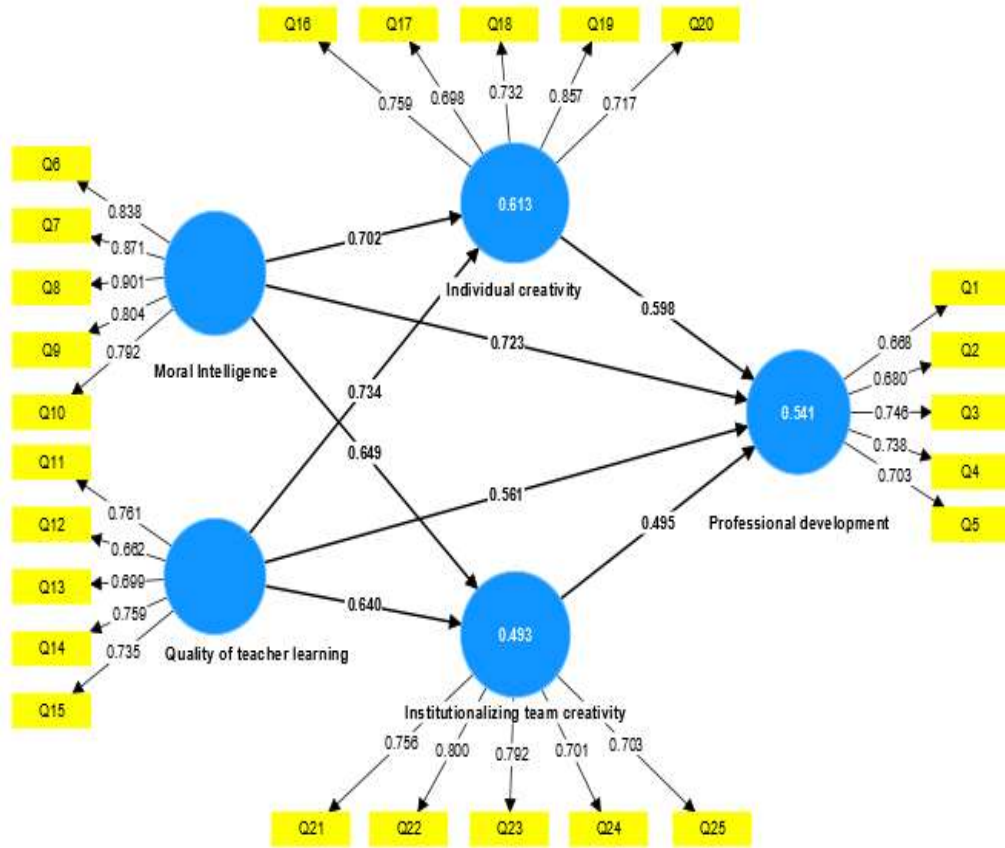 Q16 Q17 Q18 Q19 Q20
0.759 0.698 0.732 0.857 0.717
Q6
Q7
Q8
Q9
Q10
0.838
0.871
0.901
0.804
0.792
Moral Intelligence
0.613
Individual creativity
0.702
0.723
0.734
0.649
0.598
Q11
Q12
Q13
Q14
Q15
0.761
0.662
0.699
0.759
0.735
Quality of teacher learning
0.561
0.640
0.495
0.541
Professional development
0.668
0.680
0.746
0.738
0.703
Q1
Q2
Q3
Q4
Q5
0.493
Institutionalizing team creativity
0.756 0.800 0.792 0.701 0.703
Q21 Q22 Q23 Q24 Q25